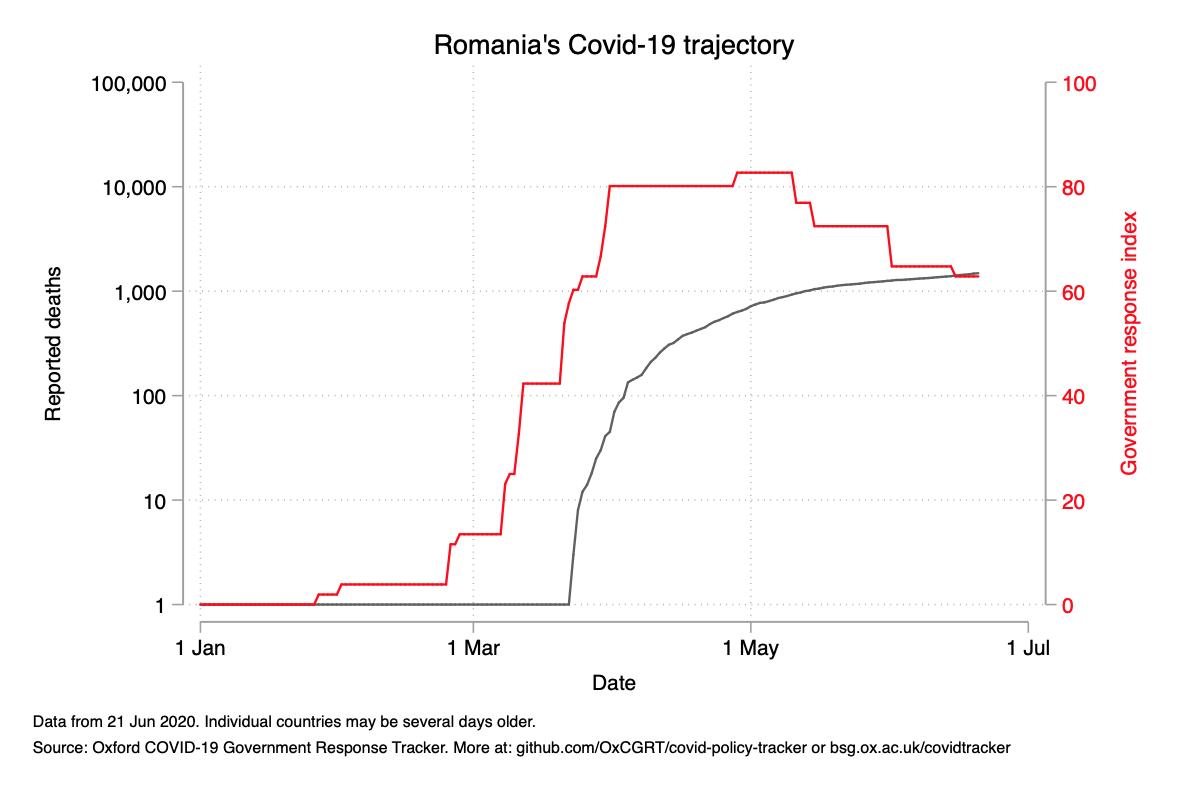 Romania's Covid-19 trajectory
100,000
10,000
1,000
100
10
1
Reported deaths
100
80
60
40
20
0
Government response index
1 Jan 1 Mar 1 May 1 Jul
Date
Data from 21 Jun 2020. Individual countries may be several days older.
Source: Oxford COVID-19 Government Response Tracker. More at: github.com/OxCGRT/covid-policy-tracker or bsg.ox.ac.uk/covidtracker